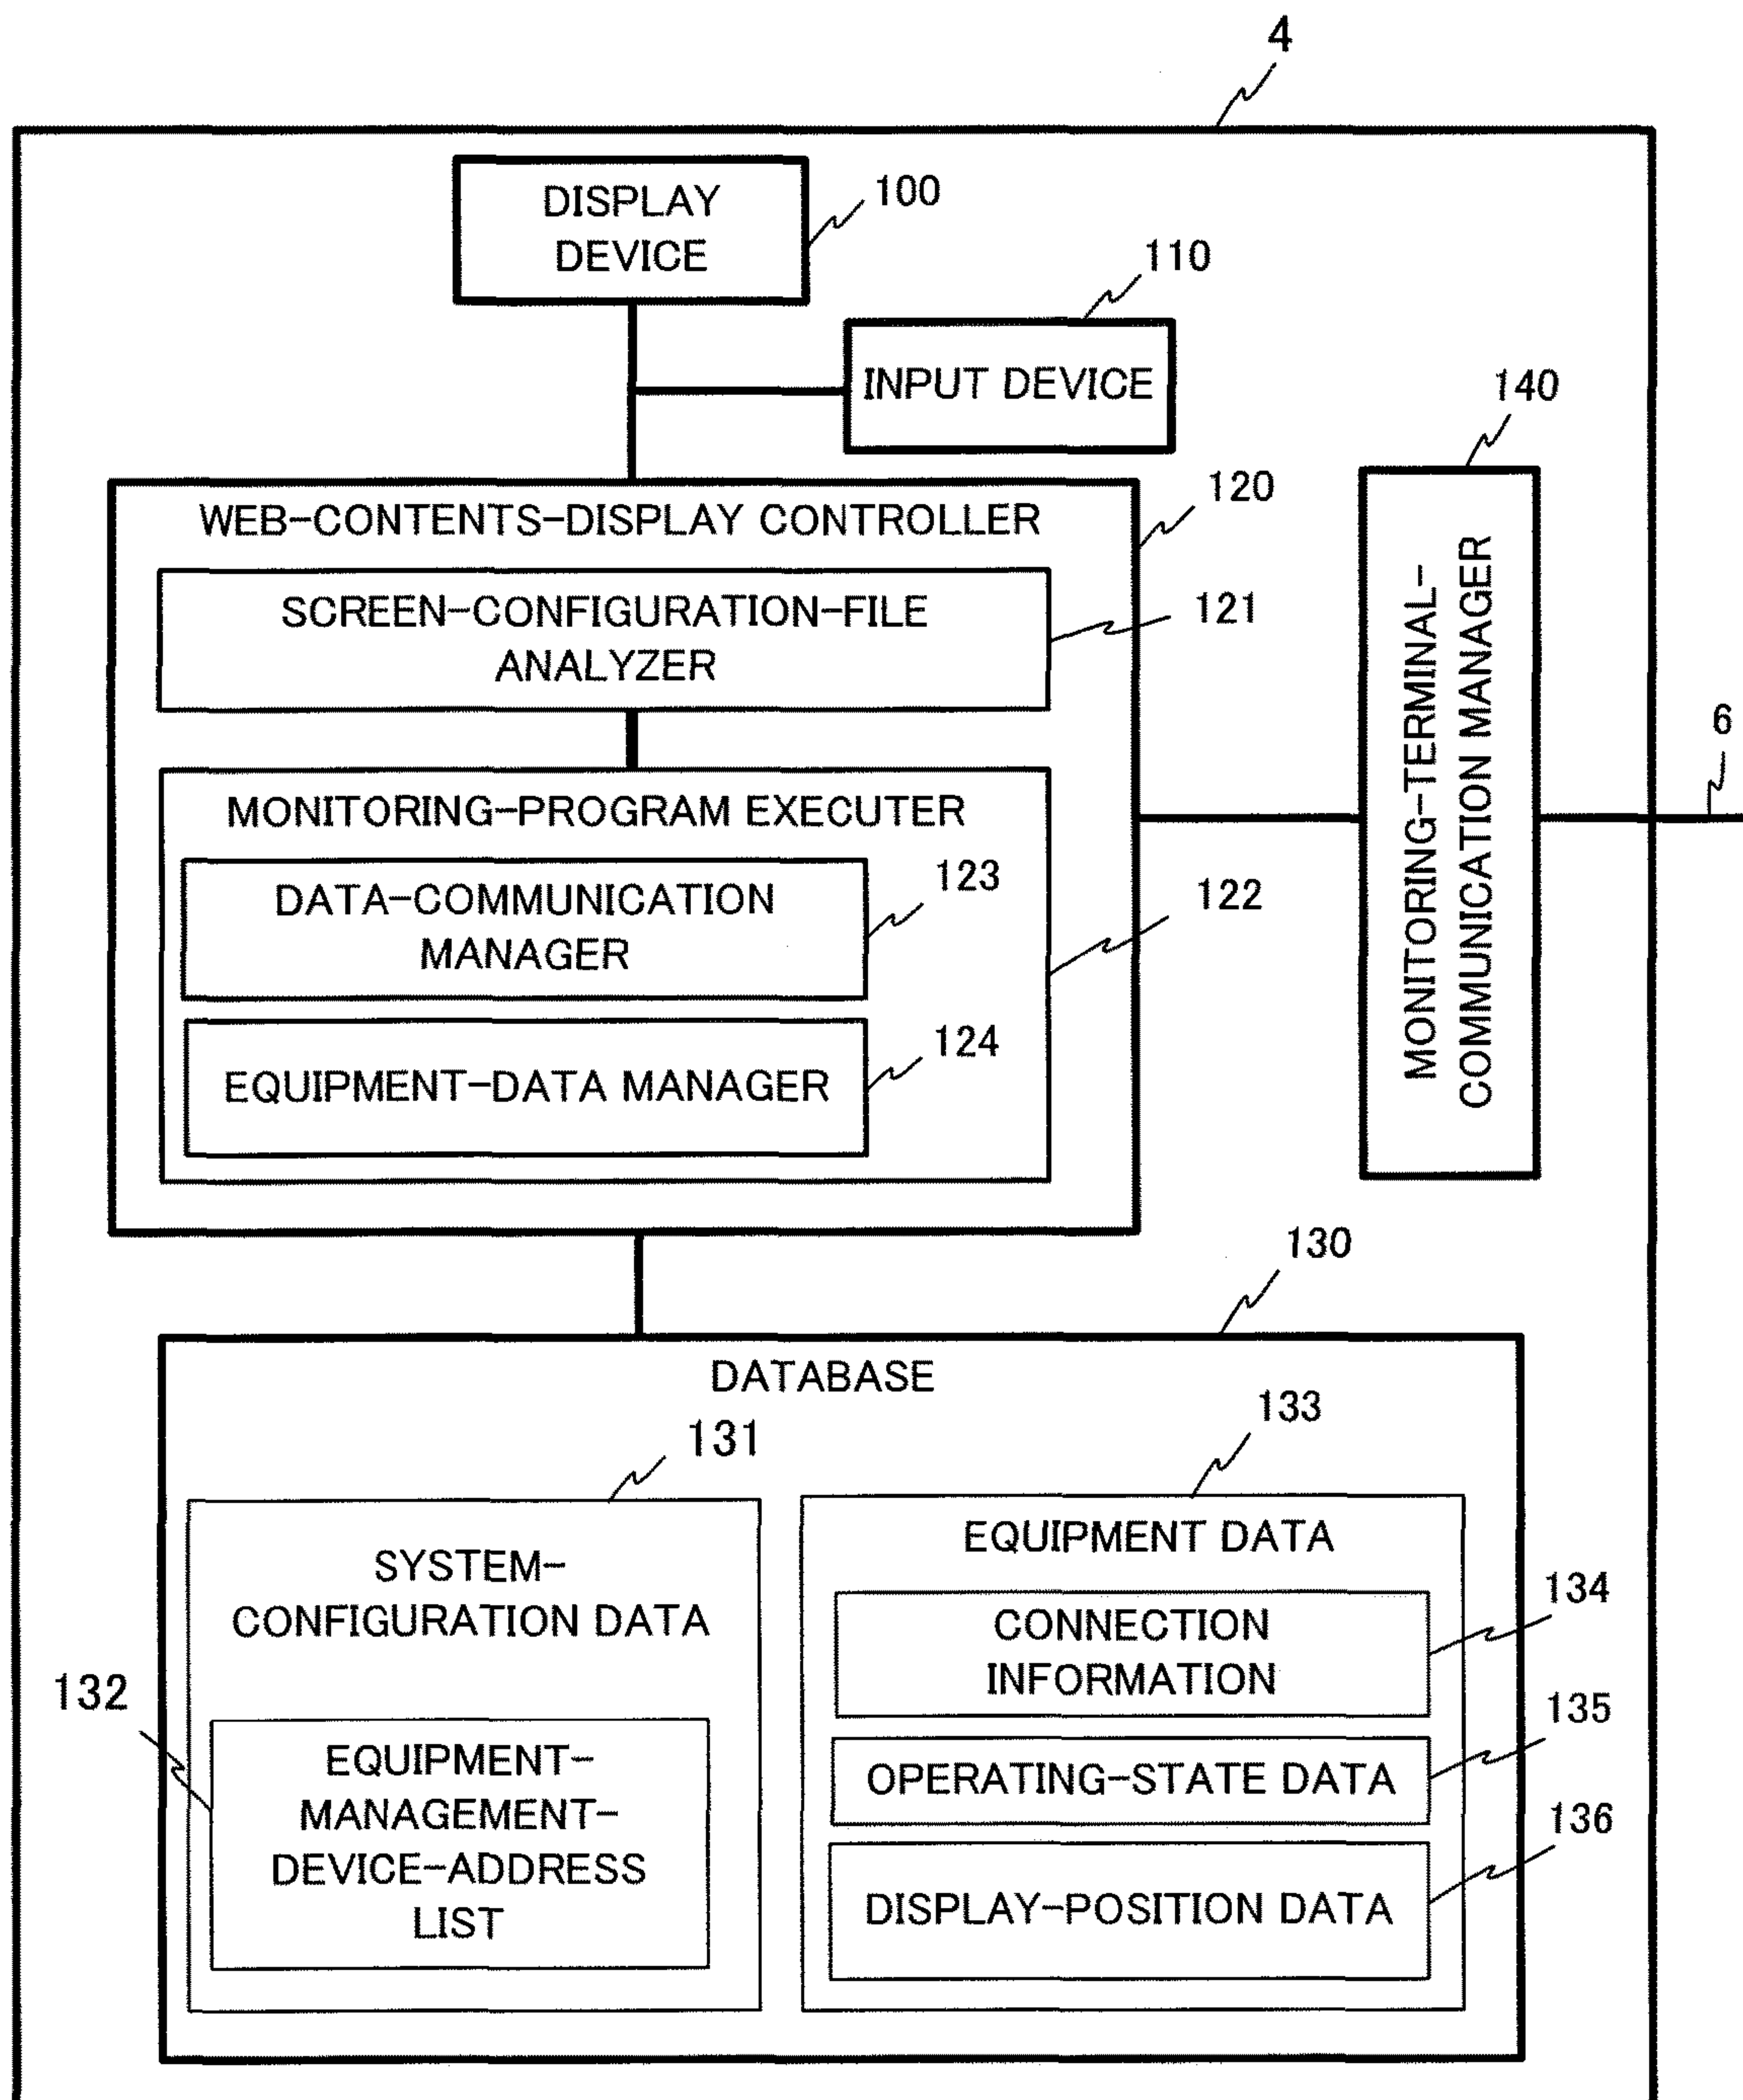 4
DISPLAY
DEVICE
100
110
INPUT DEVICE
140
120
WEB-CONTENTS-DISPLAY CONTROLLER
SCREEN-CONFIGURATION-FILE
ANALYZER
121
MONITORING-TERMINAL-
COMMUNICATION MANAGER
6
MONITORING-PROGRAM EXECUTER
DATA-COMMUNICATION
MANAGER
123
122
EQUIPMENT-DATA MANAGER
124
130
DATABASE
131
133
SYSTEM-
CONFIGURATION DATA
132
EQUIPMENT-
MANAGEMENT-
DEVICE-ADDRESS
LIST
EQUIPMENT DATA
CONNECTION
INFORMATION
134
OPERATING-STATE DATA
135
DISPLAY-POSITION DATA
136